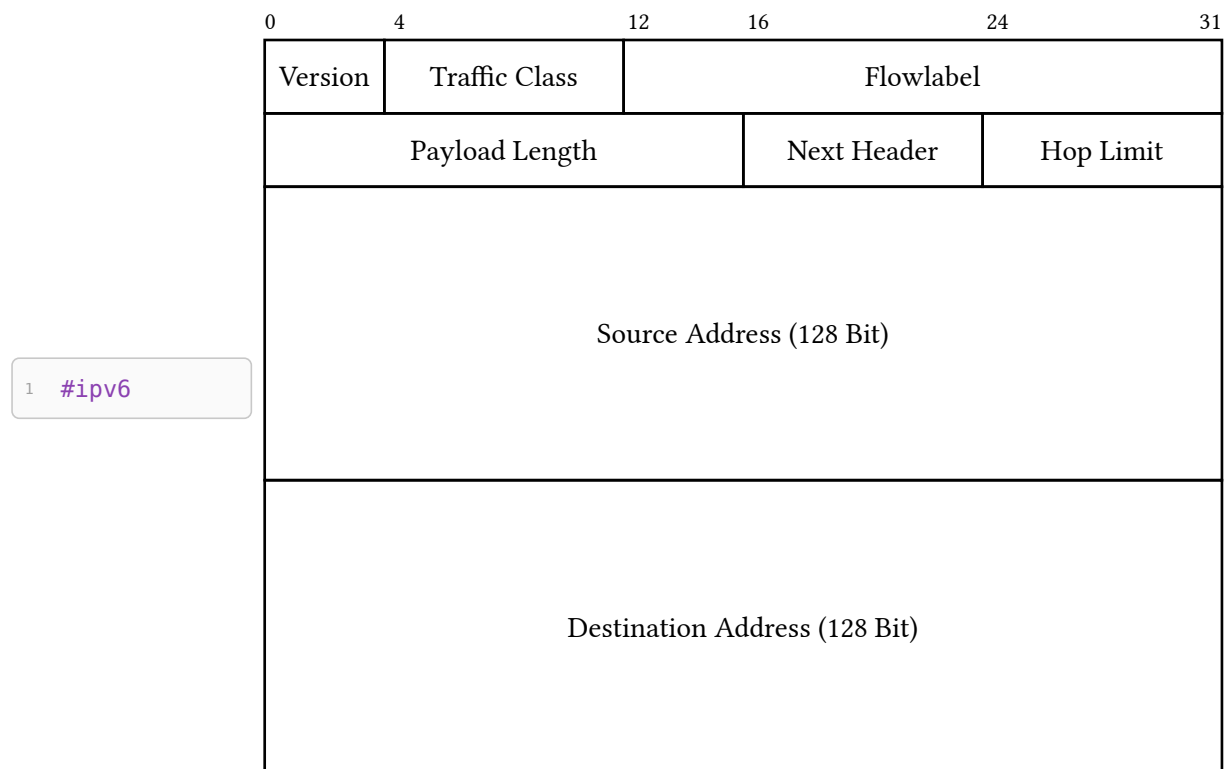 0 4 12 16 24 31
Version Traffic Class Flowlabel
Payload Length Next Header Hop Limit
Source Address (128 Bit)
1 #ipv6
Destination Address (128 Bit)